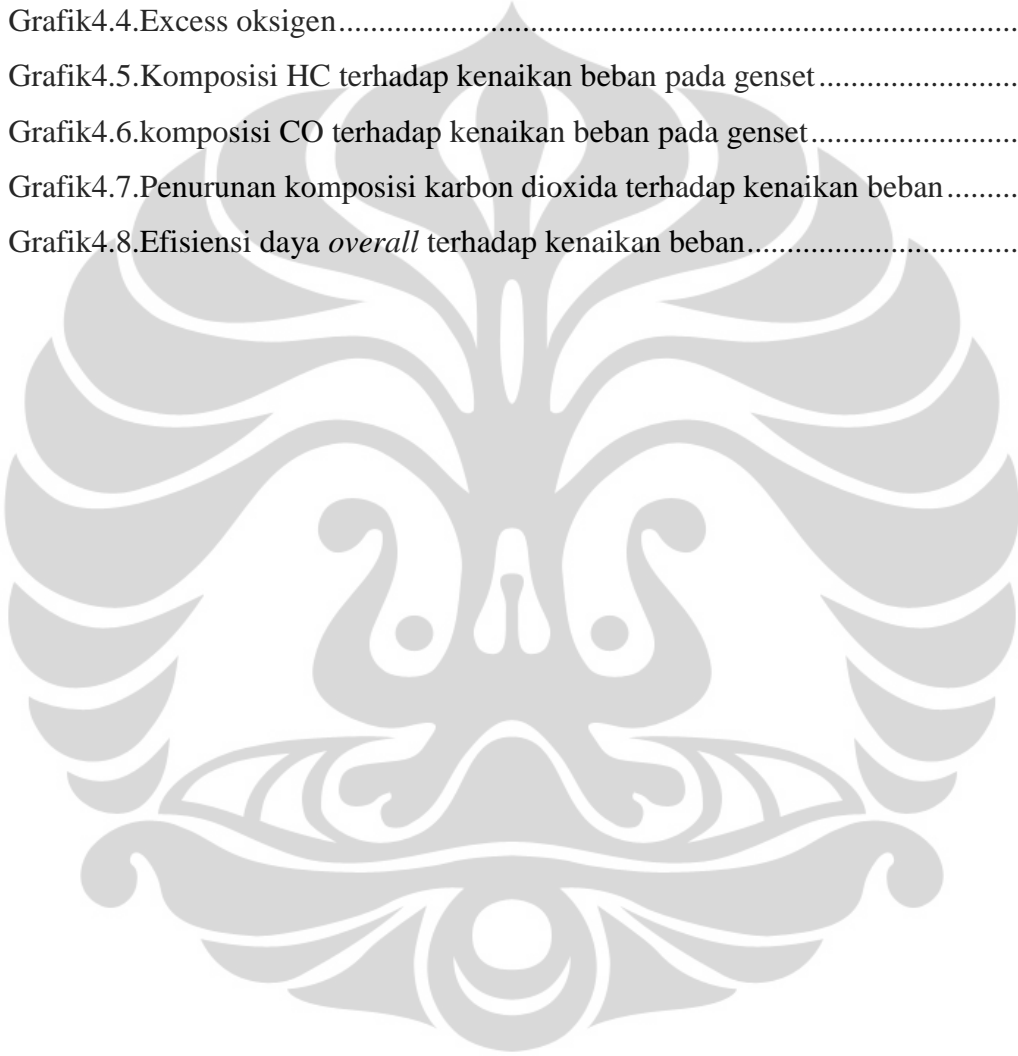 Grafik4.4.Excess oksigen.....................................................................................
Grafik4.5.Komposisi HC terhadap kenaikan beban pada genset.........................
Grafik4.6.komposisi CO terhadap kenaikan beban pada genset..........................
Grafik4.7.Penurunan komposisi karbon dioxida terhadap kenaikan beban.........
Grafik4.8.Efisiensi daya overall terhadap kenaikan beban..................................